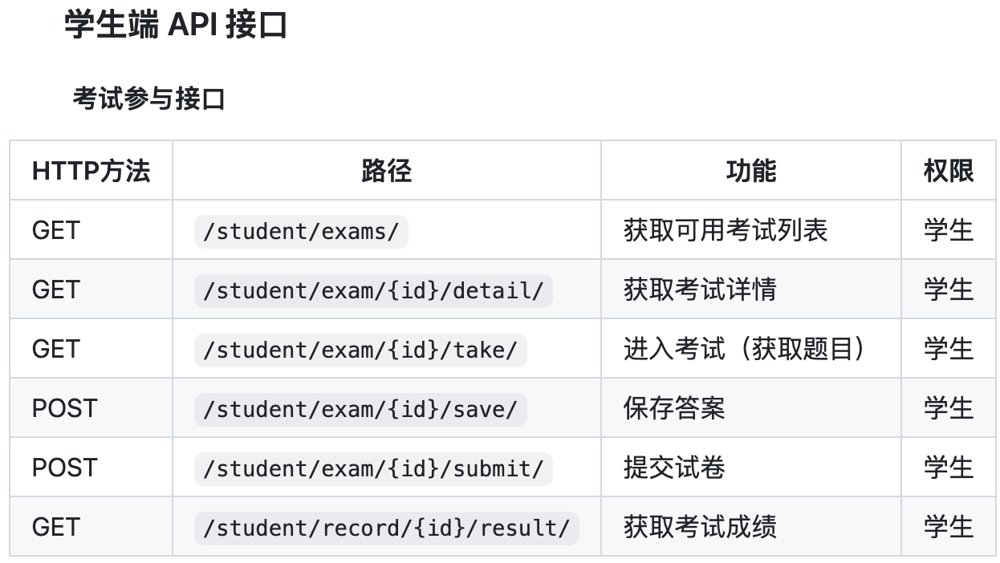 学生端 API 接口
考试参与接口
HTTP方法 路径 功能 权限
GET /student/exams/ 获取可用考试列表 学生
GET /student/exam/{id}/detail/ 获取考试详情 学生
GET /student/exam/{id}/take/ 进入考试（获取题目） 学生
POST /student/exam/{id}/save/ 保存答案 学生
POST /student/exam/{id}/submit/ 提交试卷 学生
GET /student/record/{id}/result/ 获取考试成绩 学生